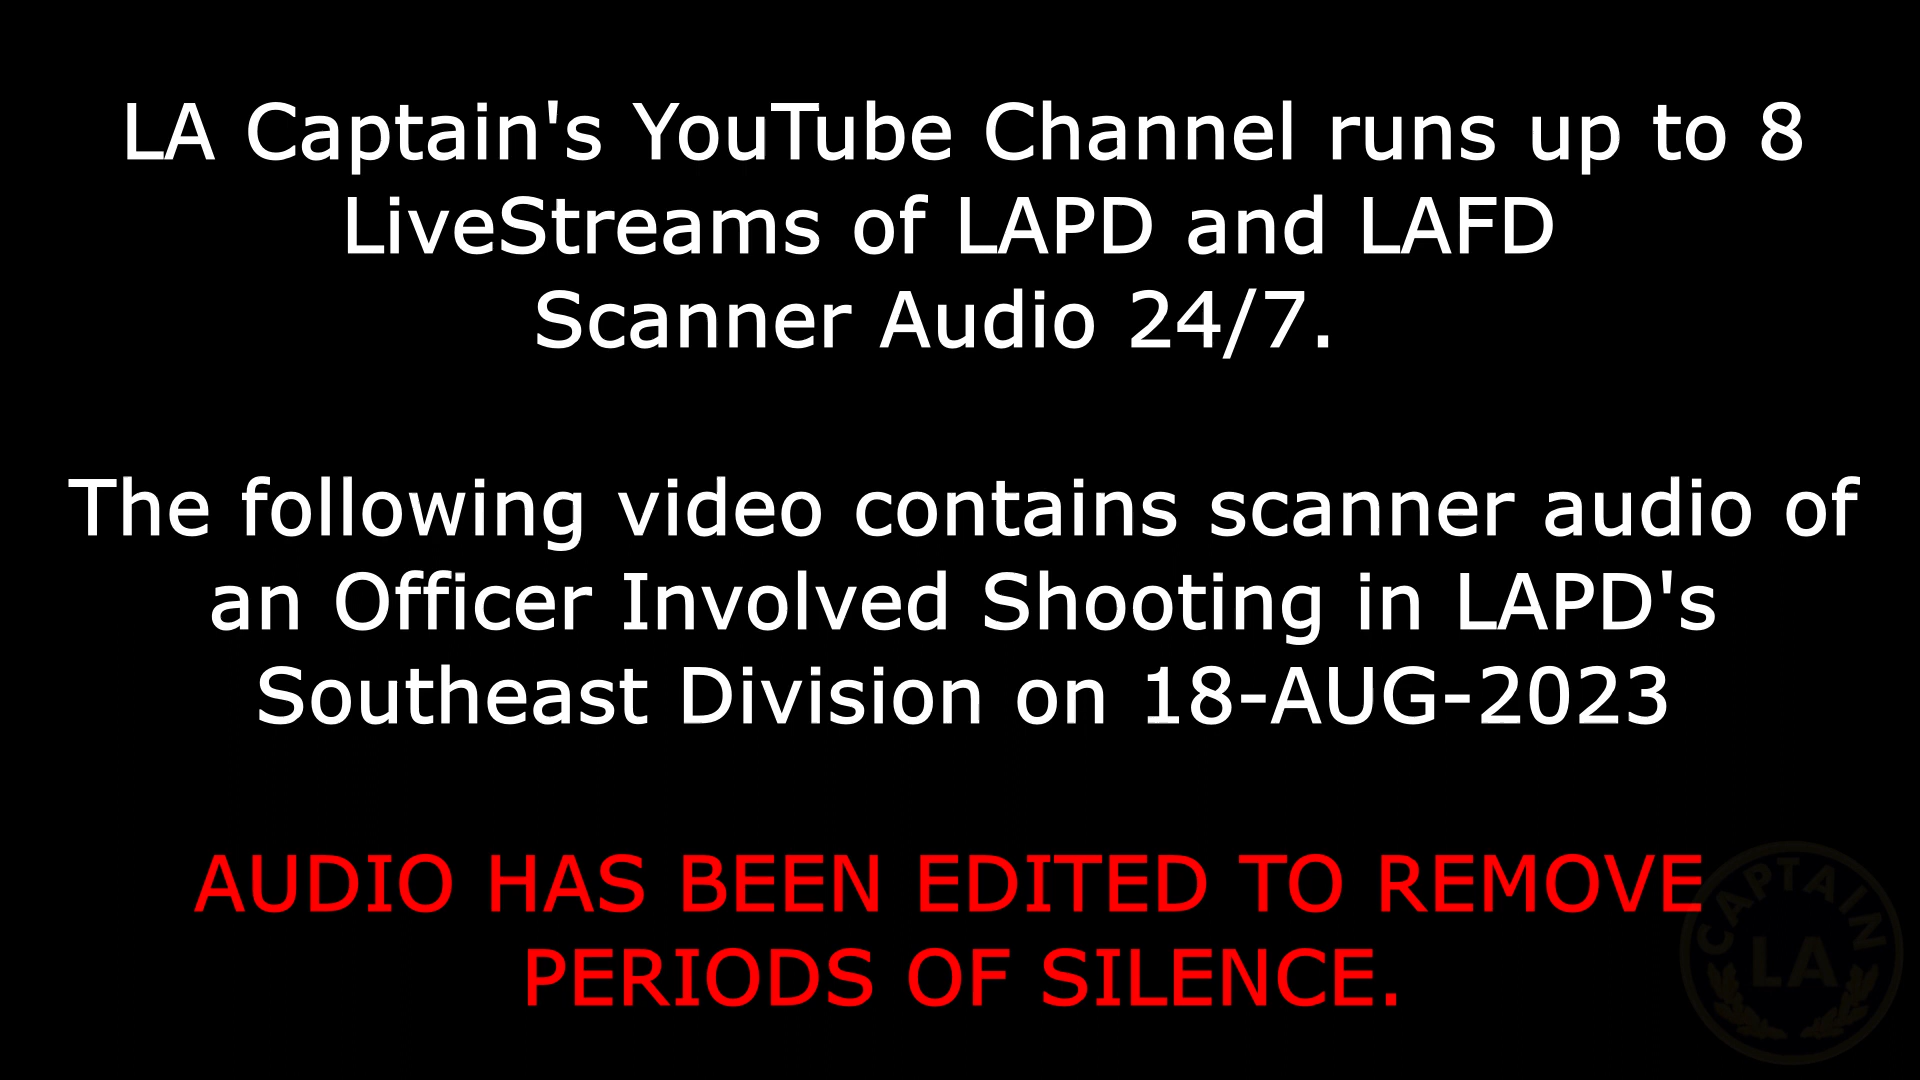 LA Captain's YouTube Channel runs up to 8
LiveStreams of LAPD and LAFD
Scanner Audio 24/7.
The following video contains scanner audio of
an Officer Involved Shooting in LAPD's
Southeast Division on 18-AUG-2023
AUDIO HAS BEEN EDITED TO REMOVE
PERIODS OF SILENCE.
CAPTAIN
LA